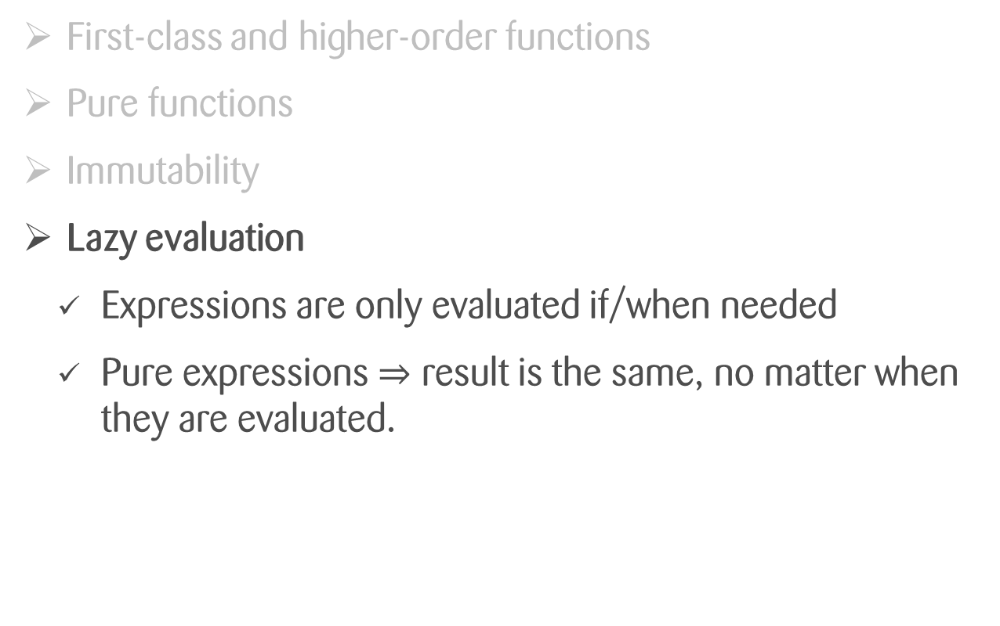 ➢ First-class and higher-order functions
➢ Pure functions
➢ Immutability
➢ Lazy evaluation
✓ Expressions are only evaluated if/when needed
✓ Pure expressions ⇒ result is the same, no matter when
they are evaluated.